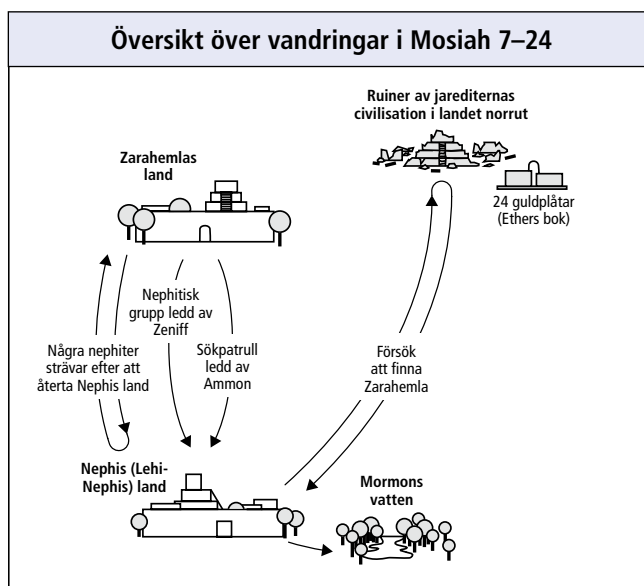 Översikt över vandringar i Mosiah 7–24
Ruiner av jarediternas
civilisation i landet norrut
Zarahemlas
land
24 guldplåtar
(Ethers bok)
Nephitisk
grupp ledd av
Zeniff
Några nephiter
strävar efter att
återta Nephis land
Sökpatrull
ledd av
Ammon
Försök
att finna
Zarahemla
Nephis (Lehi-
Nephis) land
Mormons
vatten